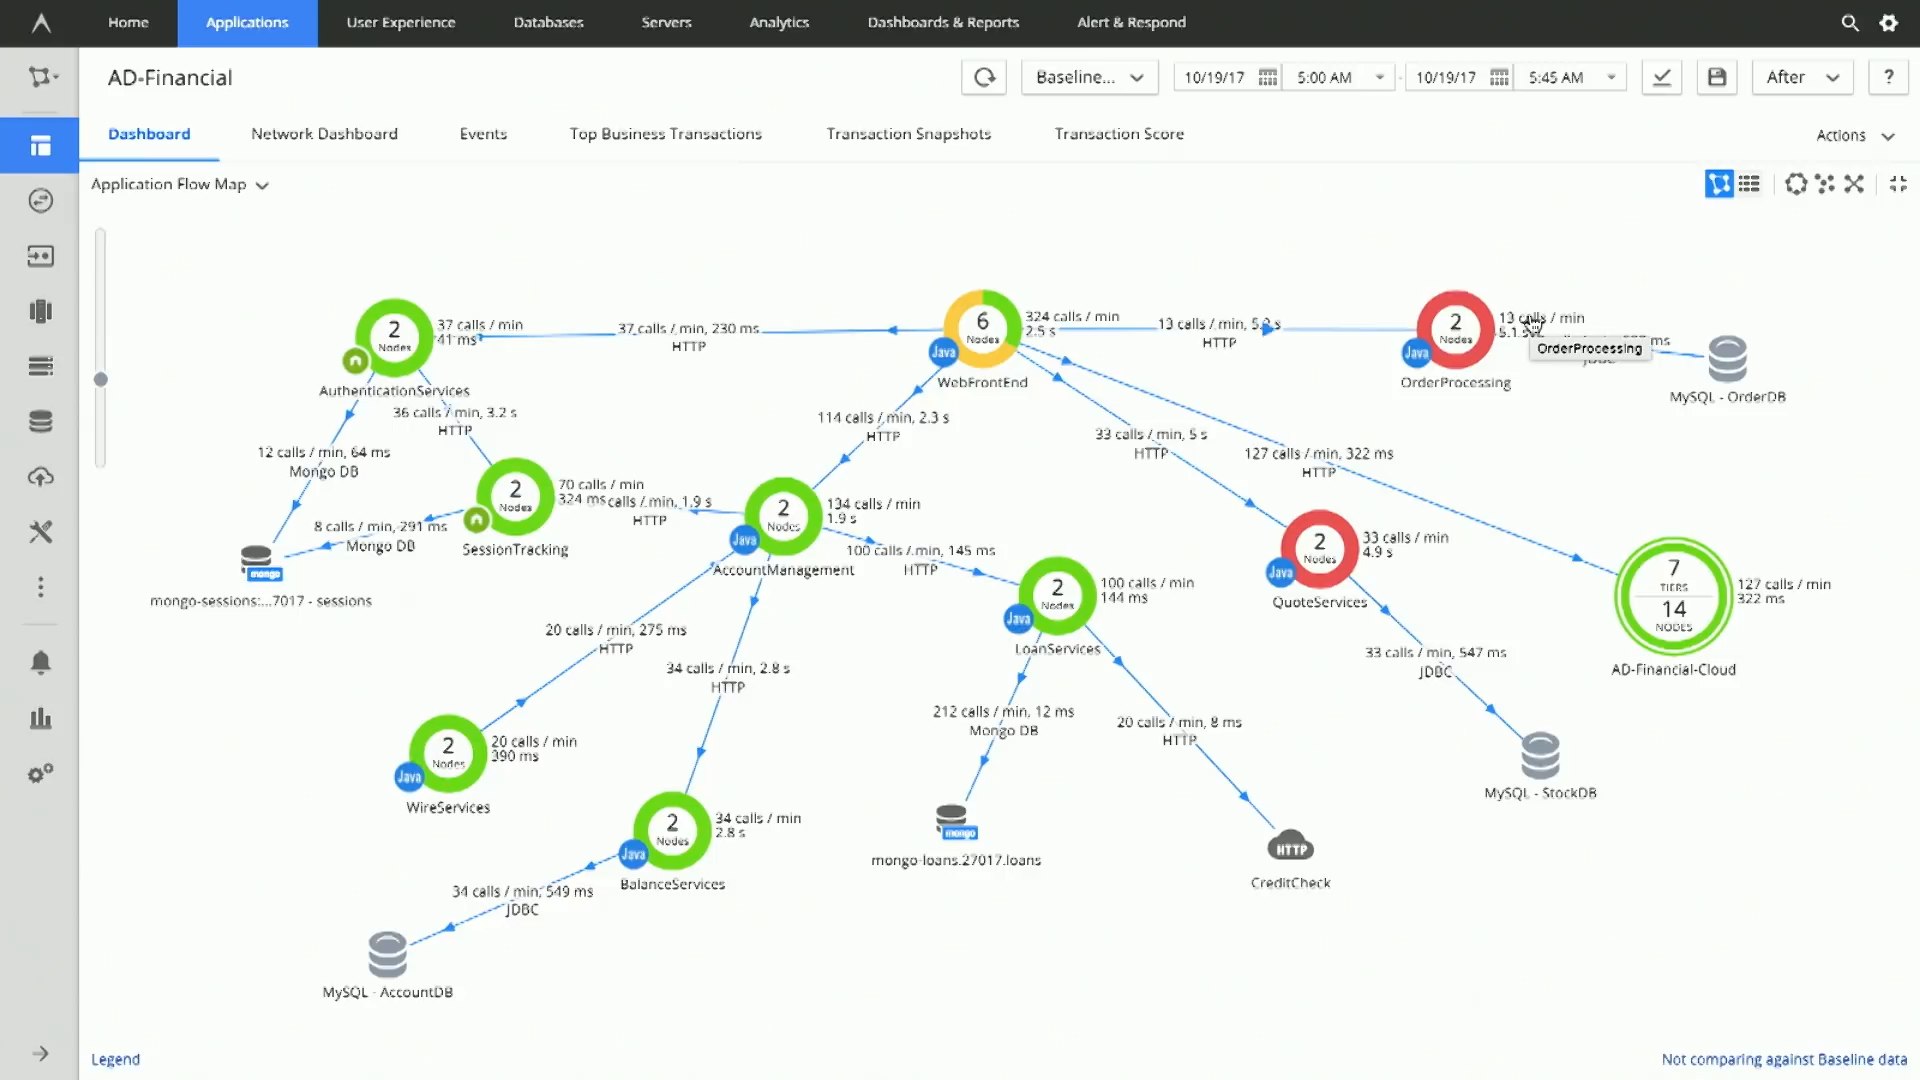 Home
Applications
User Experience
Databases
Servers
Analytics
Dashboards & Reports
Alert & Respond
AD-Financial
Baseline...
10/19/17
5:00 AM
-
10/19/17
5:45 AM
After
?
Dashboard
Network Dashboard
Events
Top Business Transactions
Transaction Snapshots
Transaction Score
Actions
Application Flow Map
2
Nodes
37 calls / min
41 ms
AuthenticationServices
37 calls / min, 230 ms
HTTP
6
Nodes
324 calls / min
2.5 s
Java
WebFrontEnd
13 calls / min,
HTTP
2
Nodes
13 calls / min
5.1 s
Java
OrderProcessing
OrderProcessing
ms
MySQL - OrderDB
36 calls / min, 3.2 s
HTTP
12 calls / min, 64 ms
Mongo DB
114 calls / min, 2.3 s
HTTP
33 calls / min, 5 s
HTTP
127 calls / min, 322 ms
HTTP
2
Nodes
70 calls / min
324 ms
SessionTracking
calls / min, 1.9 s
HTTP
2
Nodes
134 calls / min
1.9 s
Java
AccountManagement
8 calls / min, 291 ms
Mongo DB
mongo
mongo-sessions:...7017 - sessions
100 calls / min, 145 ms
HTTP
2
Nodes
100 calls / min
144 ms
Java
LoanServices
2
Nodes
33 calls / min
4.9 s
Java
QuoteServices
7
TIERS
14
NODES
127 calls / min
322 ms
AD-Financial-Cloud
20 calls / min, 275 ms
HTTP
34 calls / min, 2.8 s
HTTP
33 calls / min, 547 ms
JDBC
212 calls / min, 12 ms
Mongo DB
20 calls / min, 8 ms
HTTP
2
Nodes
20 calls / min
390 ms
Java
WireServices
MySQL - StockDB
2
Nodes
34 calls / min
2.8 s
Java
BalanceServices
mongo
mongo-loans.27017.loans
HTTP
CreditCheck
34 calls / min, 549 ms
JDBC
MySQL - AccountDB
Legend
Not comparing against Baseline data